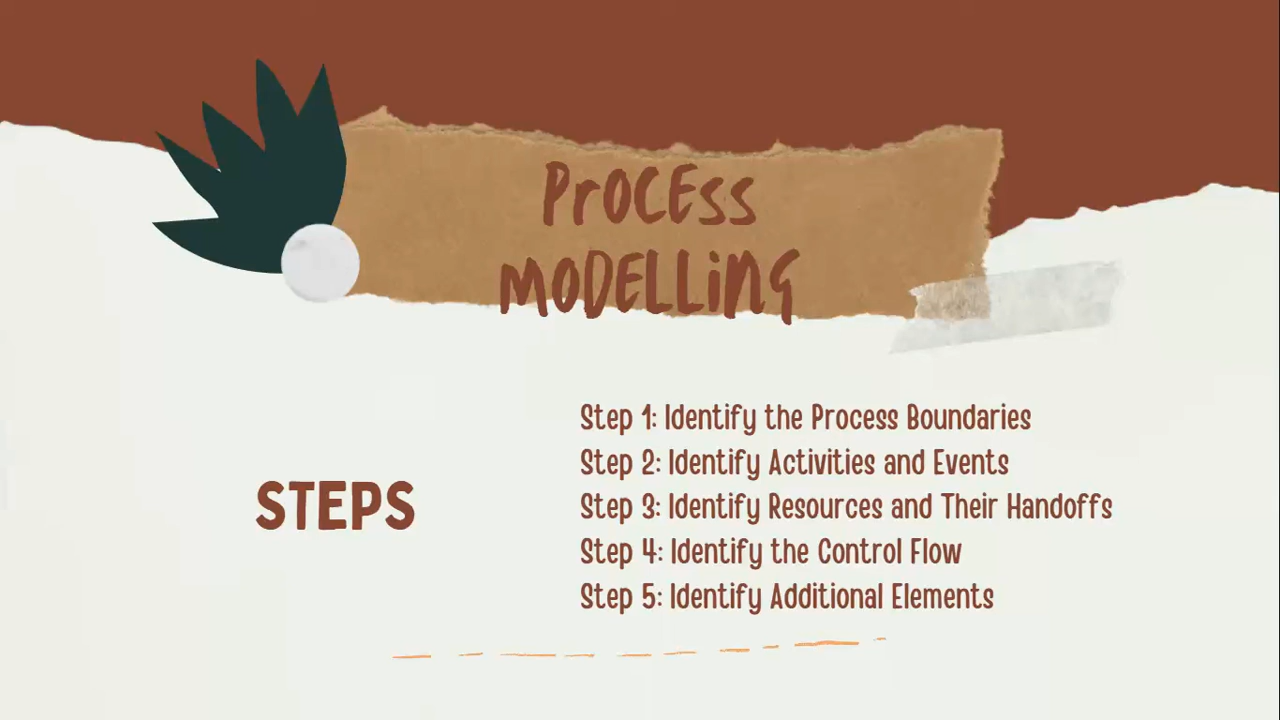 PrOCEss
MODELLiNG
STEPS
Step 1: Identify the Process Boundaries
Step 2: Identify Activities and Events
Step 3: Identify Resources and Their Handoffs
Step 4: Identify the Control Flow
Step 5: Identify Additional Elements